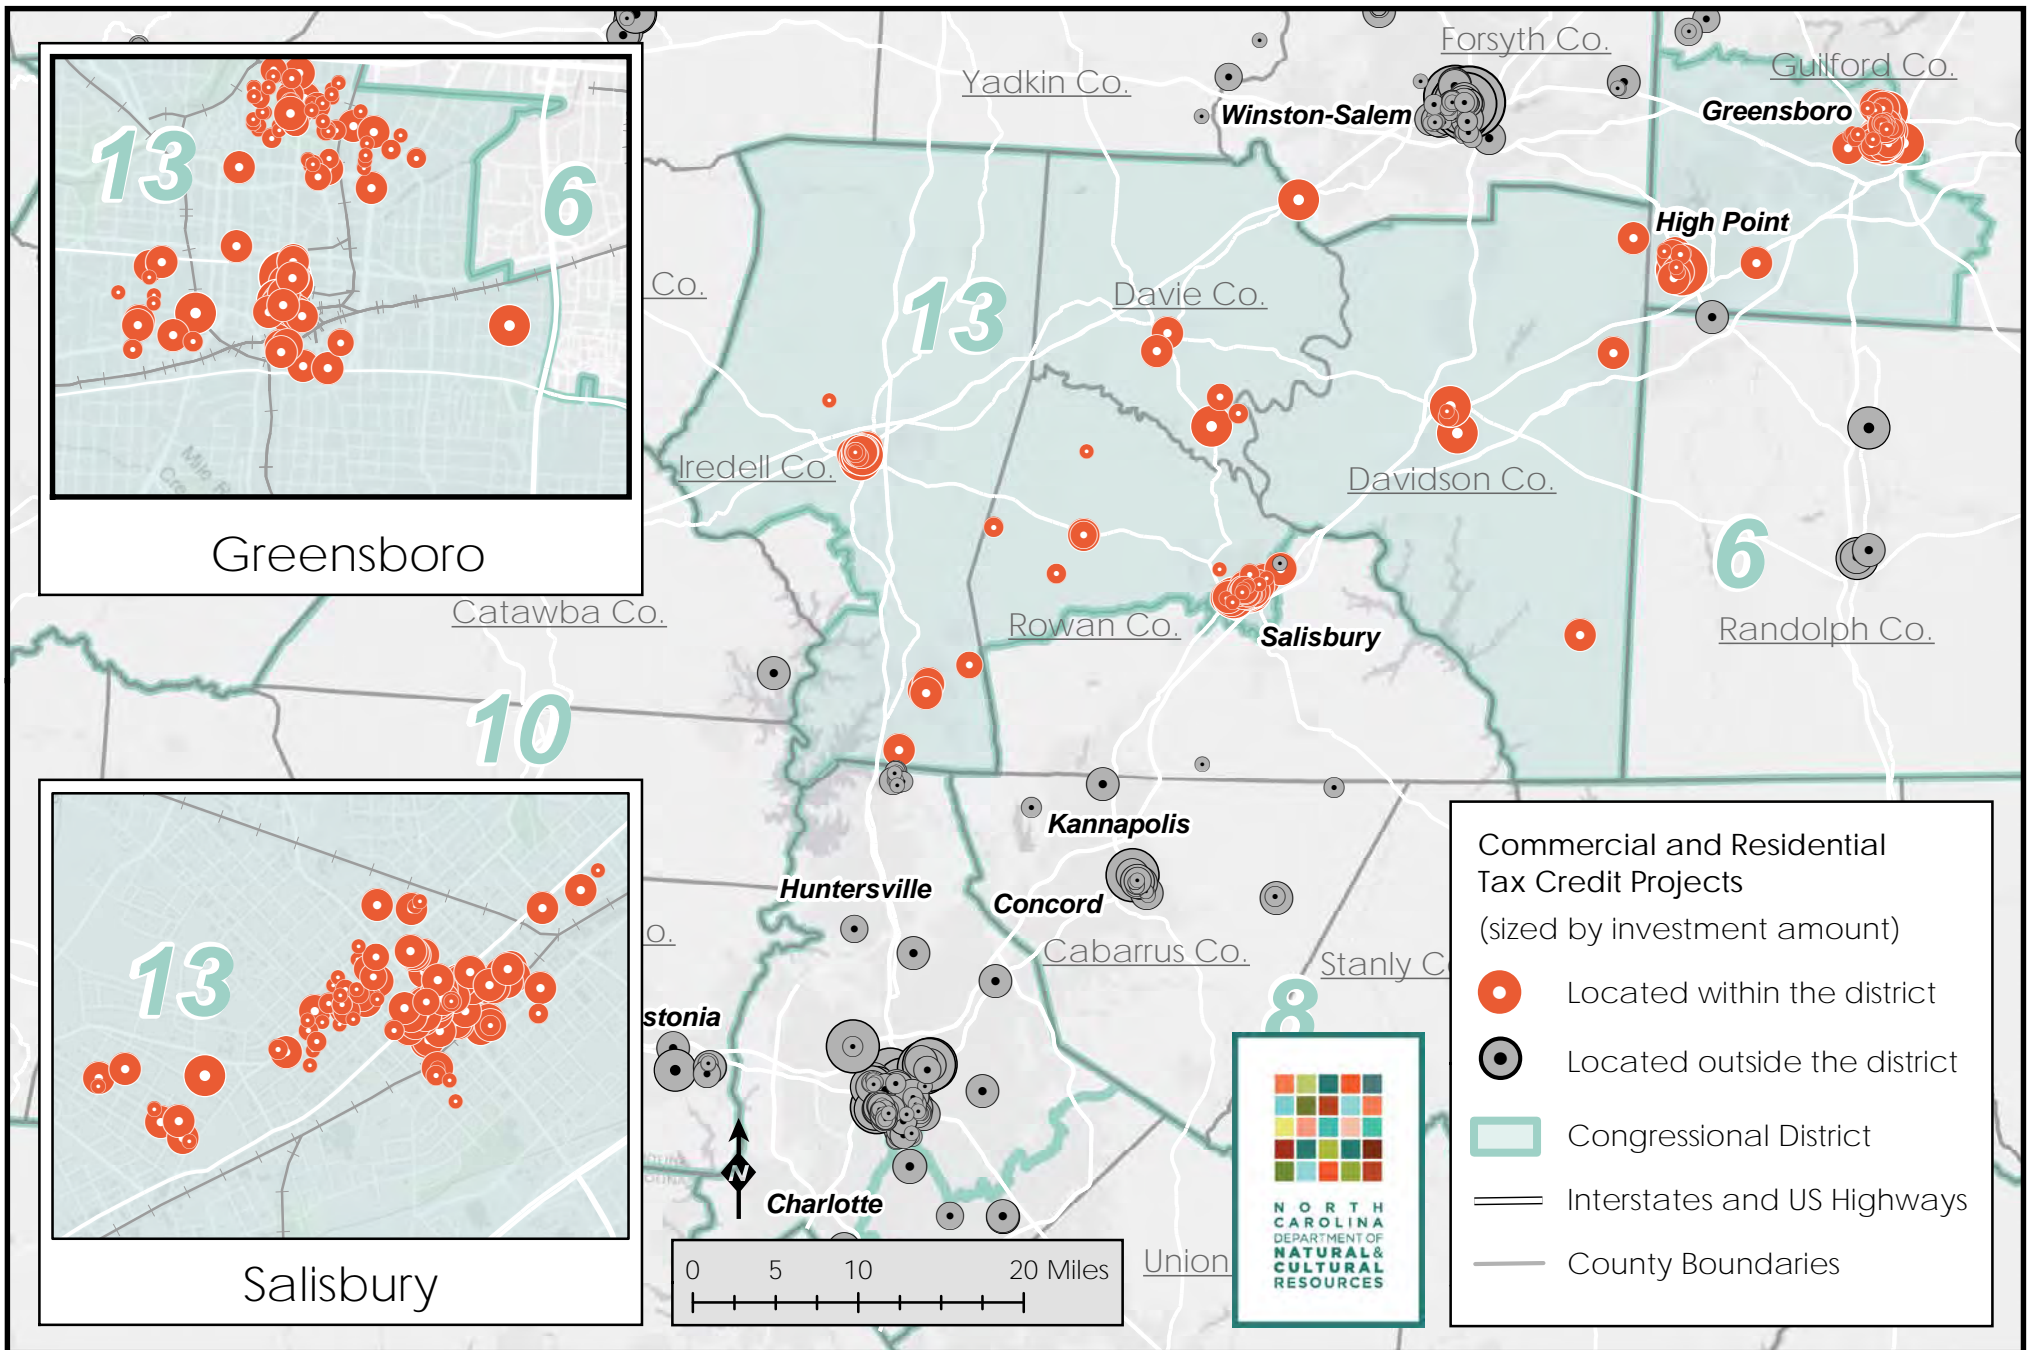 Forsyth Co.
Guilford Co.
Yadkin Co.
Winston-Salem
Greensboro
13
6
High Point
Co.
13
Davie Co.
Iredell Co.
Davidson Co.
Greensboro
6
Catawba Co.
Rowan Co.
Salisbury
Randolph Co.
10
Kannapolis
Huntersville
Concord
13
Cabarrus Co.
Stanly C
o.
8
stonia
Charlotte
N
Union
Salisbury
0 5 10 20 Miles
NORTH
CAROLINA
DEPARTMENT OF
NATURAL &
CULTURAL
RESOURCES
Commercial and Residential
Tax Credit Projects
(sized by investment amount)
Located within the district
Located outside the district
Congressional District
Interstates and US Highways
County Boundaries